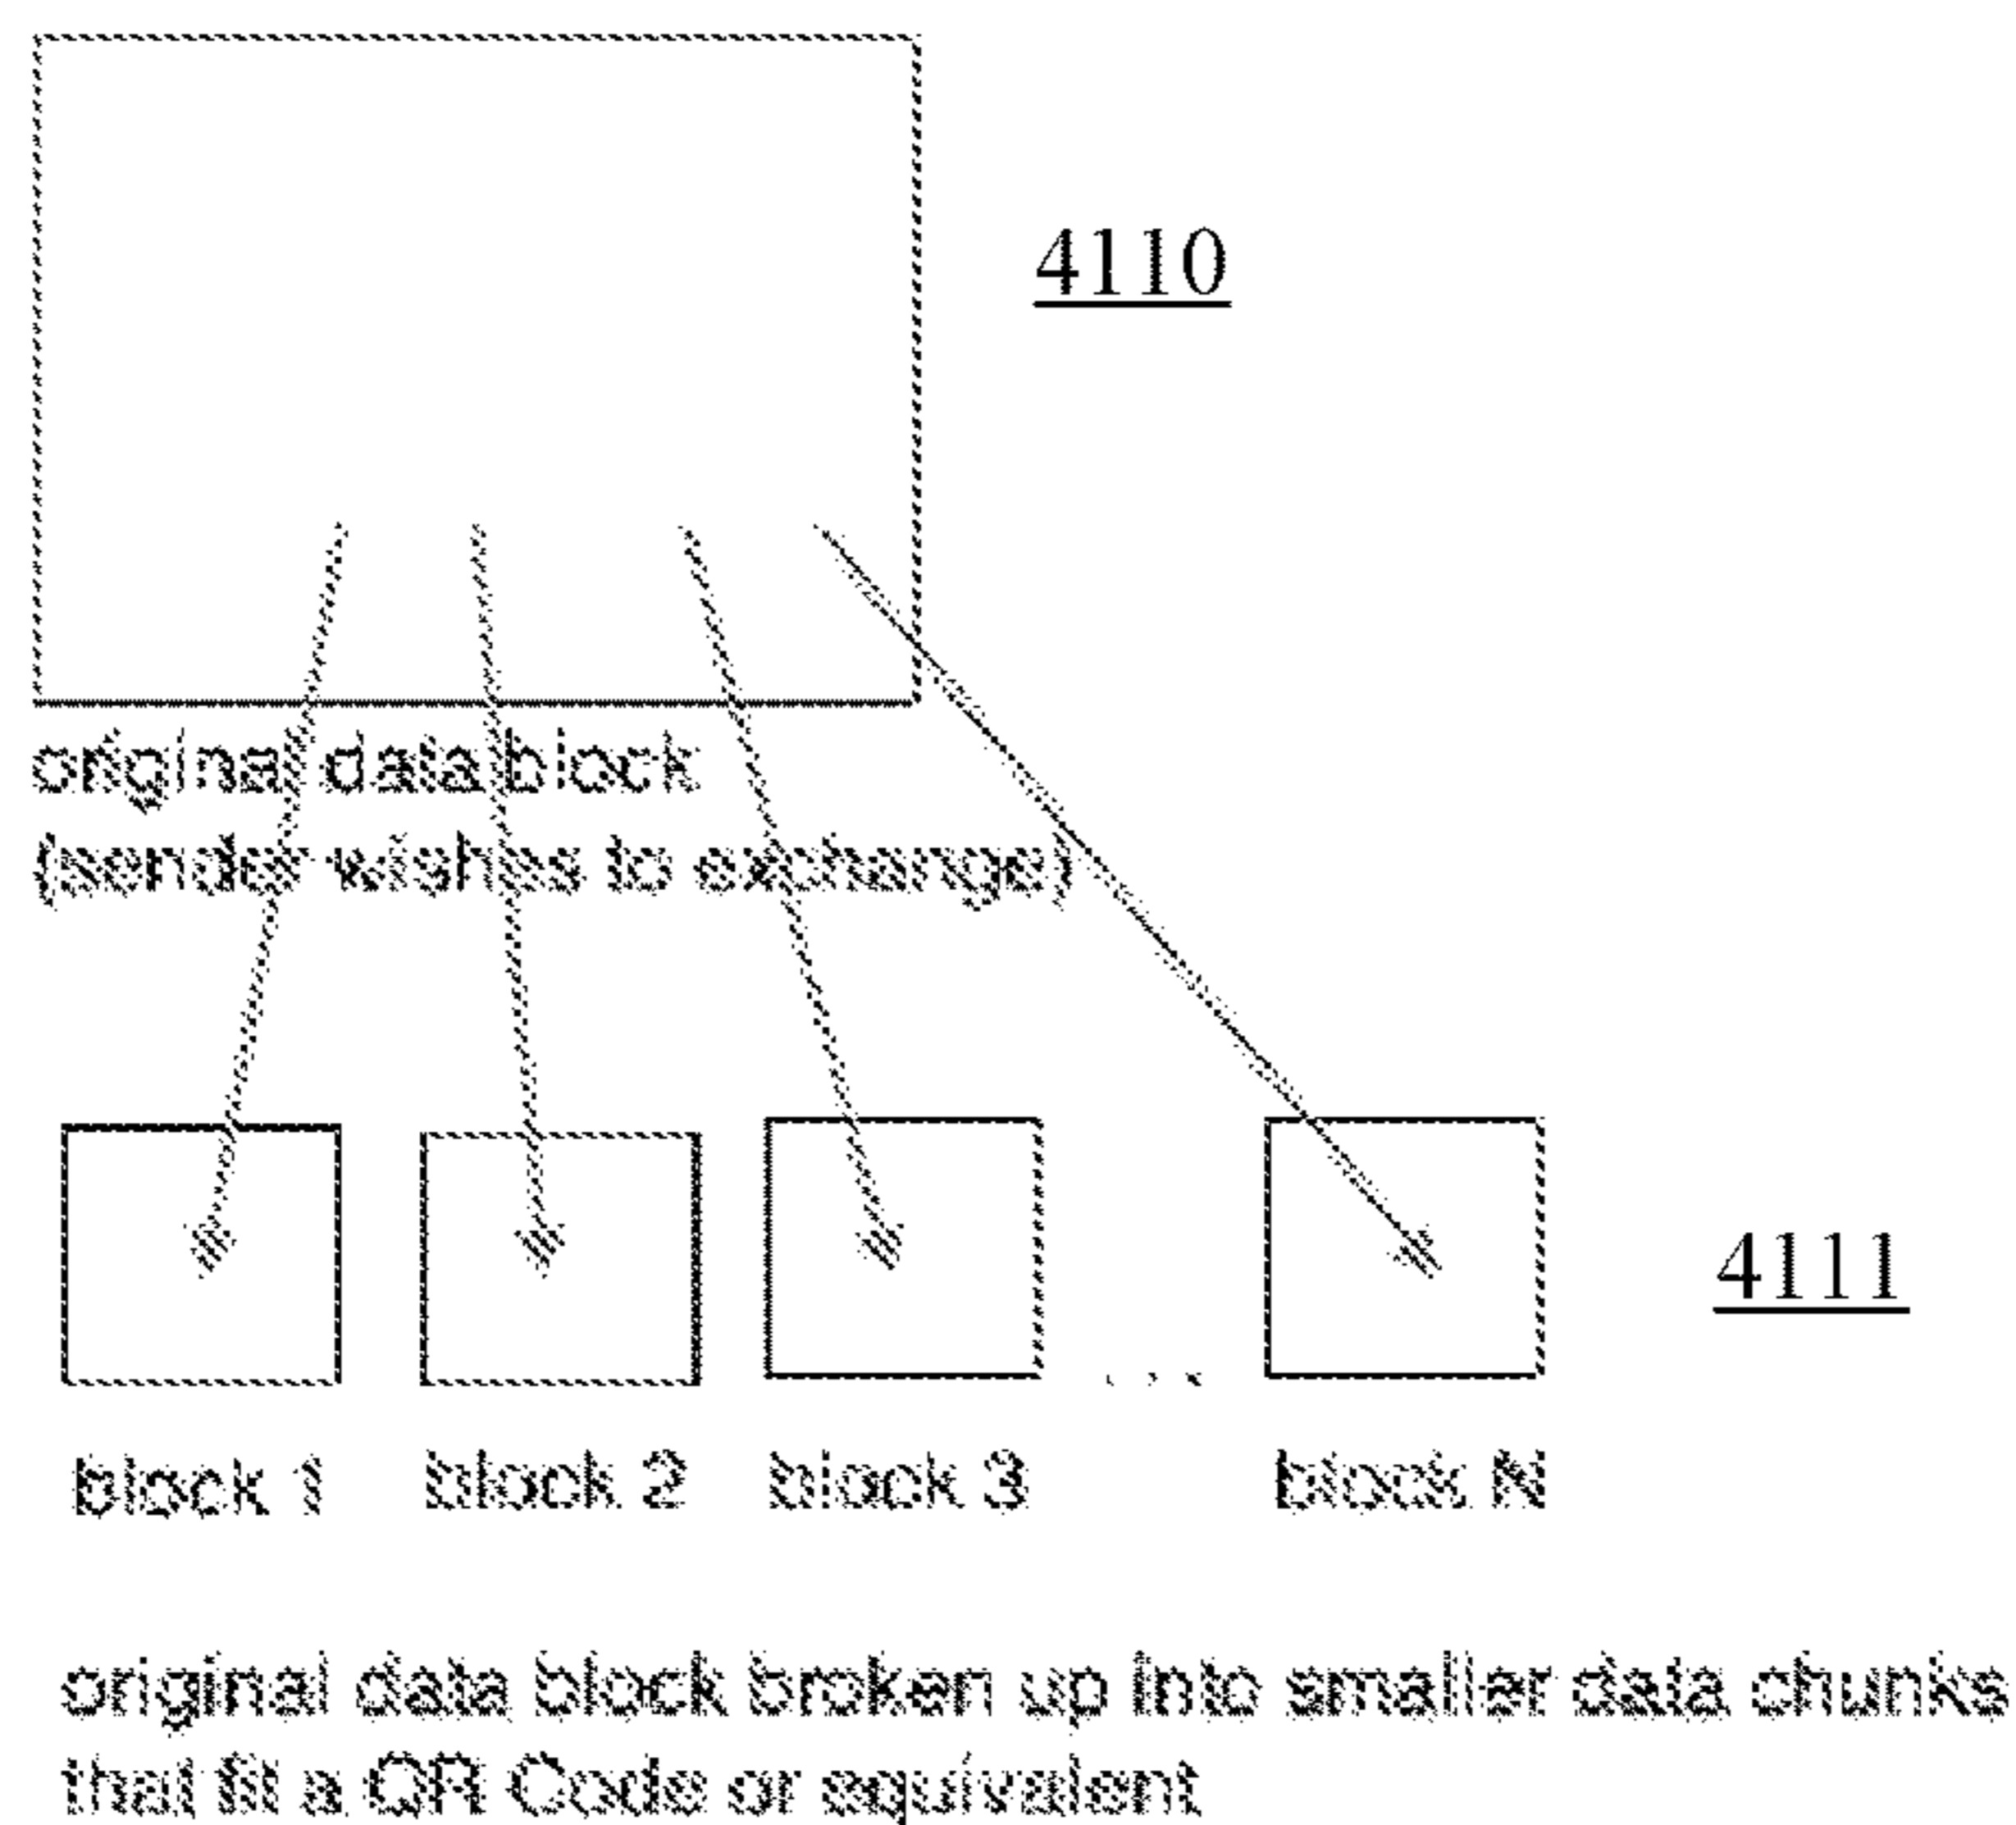 4110
original data block
(sender wishes to exchange)
4111
. . .
block 1 block 2 block 3 block N
original data block broken up into smaller data chunks
that fit a QR Code or equivalent